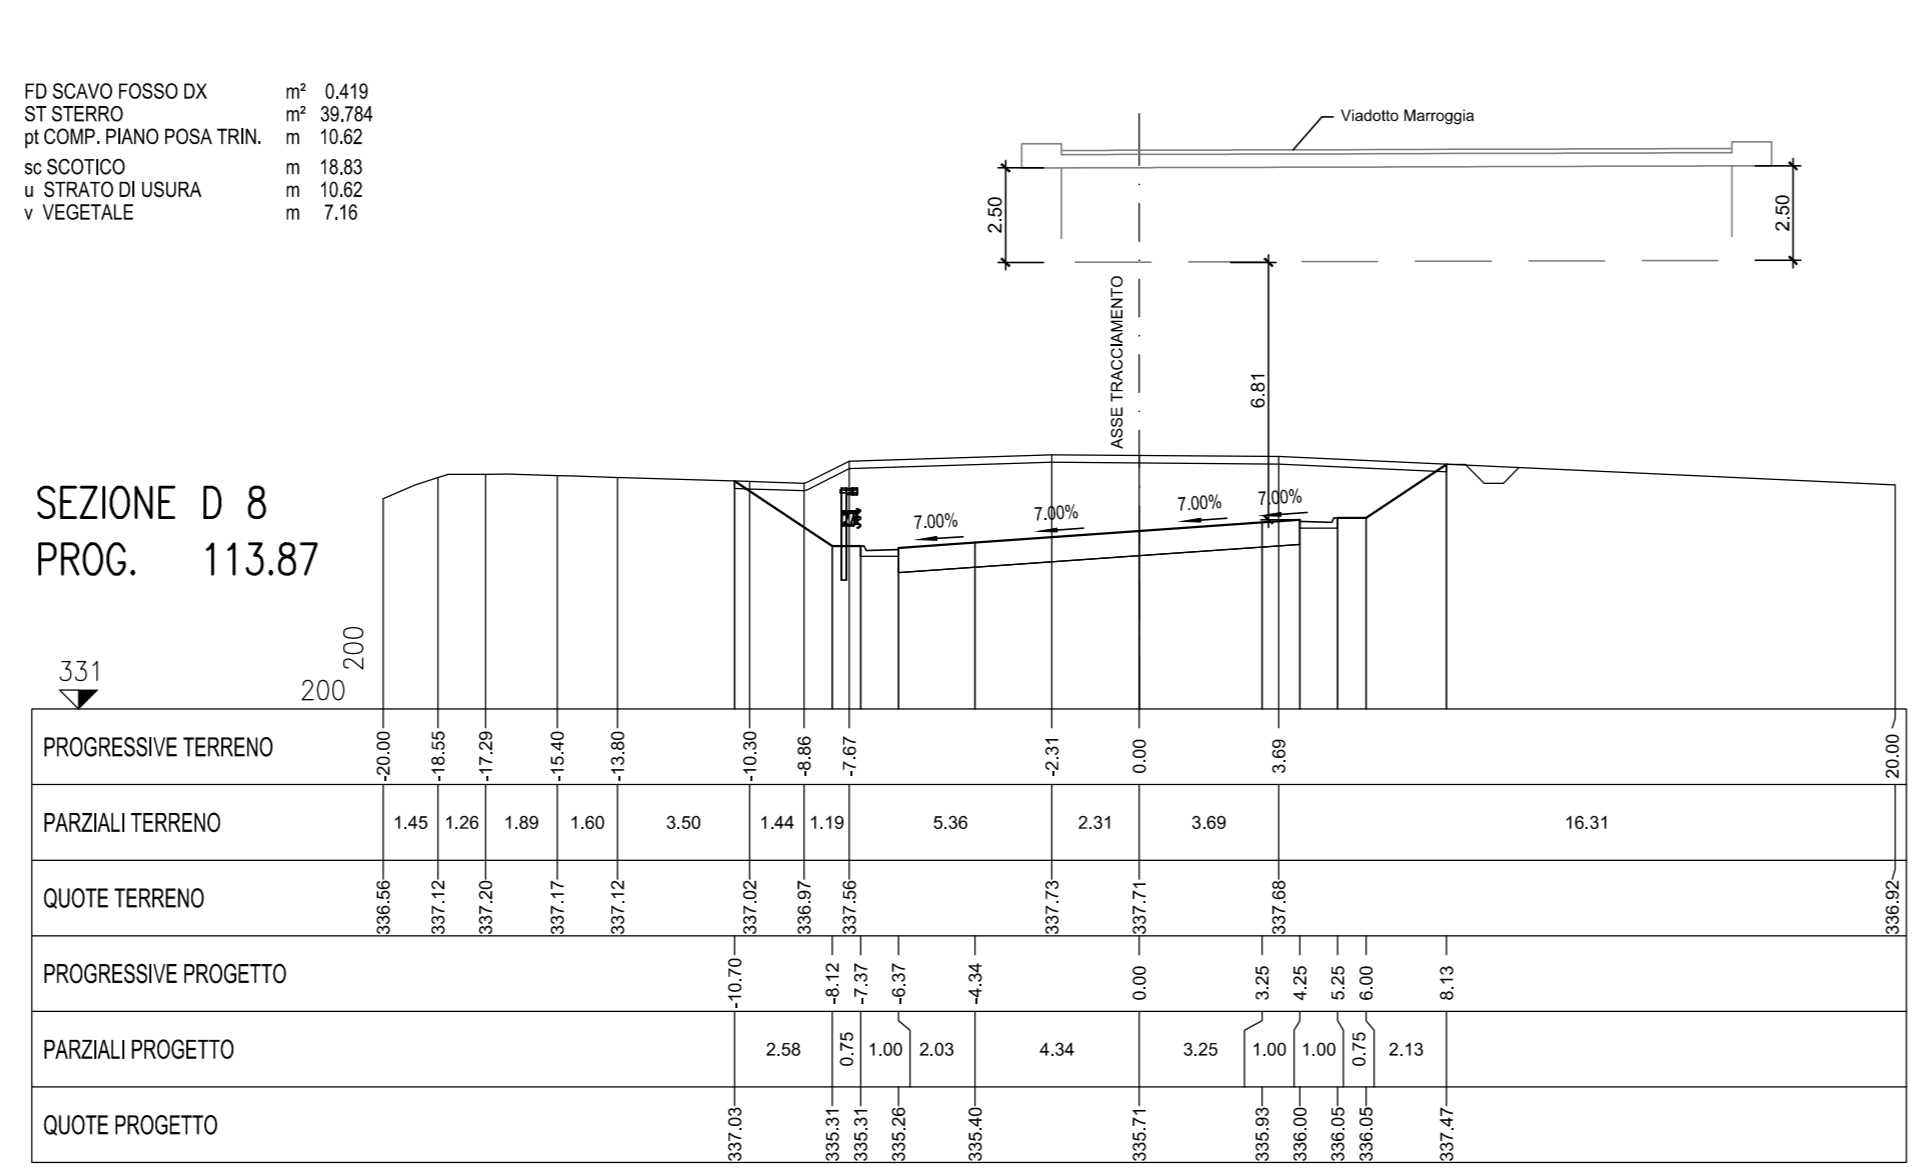 FD SCAVO FOSSO DX m² 0.419
ST STERRO m² 39.784
pt COMP. PIANO POSA TRIN. m 10.62
sc SCOTICO m 18.83
u STRATO DI USURA m 10.62
v VEGETALE m 7.16
Viadotto Marroggia
2.50
2.50
ASSE TRACCIAMENTO
6.81
SEZIONE D 8
PROG. 113.87
7.00% 7.00% 7.00% 7.00%
331
200
200
PROGRESSIVE TERRENO -20.00 -18.55 -17.29 -15.40 -13.80 -10.30 -8.86 -7.67 -2.31 0.00 3.69 20.00
PARZIALI TERRENO 1.45 1.26 1.89 1.60 3.50 1.44 1.19 5.36 2.31 3.69 16.31
QUOTE TERRENO 336.56 337.12 337.20 337.17 337.12 337.02 336.97 337.56 337.73 337.71 337.68 336.92
PROGRESSIVE PROGETTO -10.70 -8.12 -7.37 -6.37 -4.34 0.00 3.25 4.25 5.25 6.00 8.13
PARZIALI PROGETTO 2.58 0.75 1.00 2.03 4.34 3.25 1.00 1.00 0.75 2.13
QUOTE PROGETTO 337.03 335.31 335.31 335.26 335.40 335.71 335.93 336.00 336.05 336.05 337.47